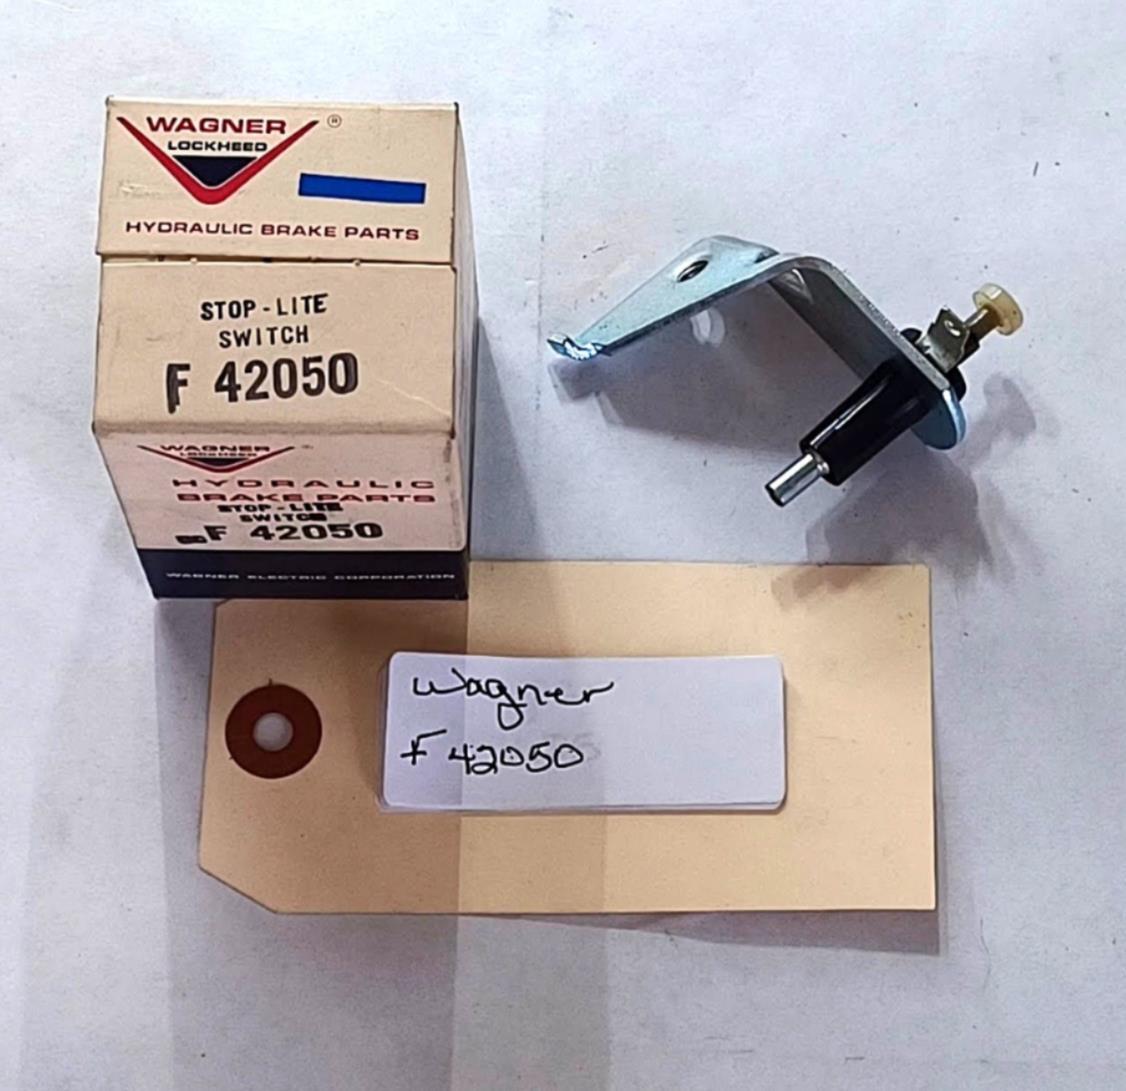 WAGNER ®
LOCKHEED
HYDRAULIC BRAKE PARTS
STOP-LITE
SWITCH
F 42050
WAGNER ®
LOCKHEED
HYDRAULIC
BRAKE PARTS
STOP-LITE
SWITCH
F 42050
WAGNER ELECTRIC CORPORATION
Wagner
F 42050